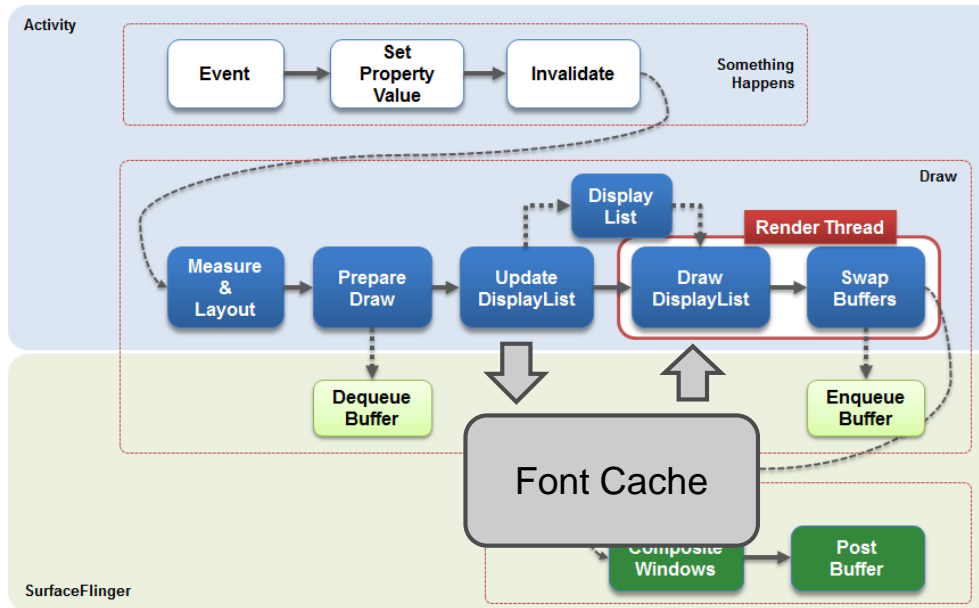 Activity
Event
Set
Property
Value
Invalidate
Something
Happens
Draw
Display
List
Render Thread
Measure
&
Layout
Prepare
Draw
Update
DisplayList
Draw
DisplayList
Swap
Buffers
Dequeue
Buffer
Enqueue
Buffer
Font Cache
Composite
Windows
Post
Buffer
SurfaceFlinger